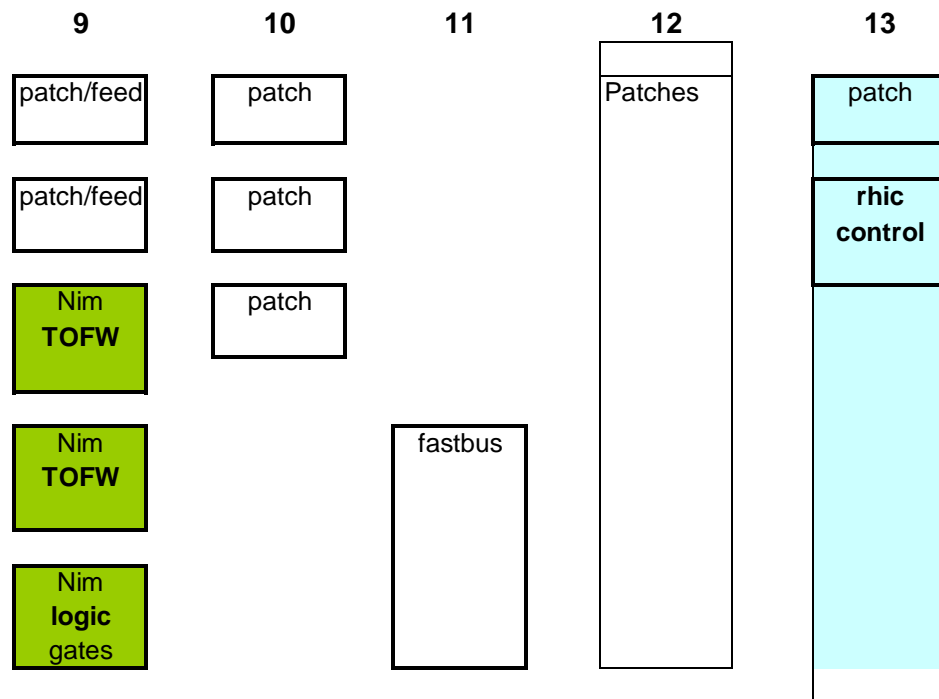 9 10 11 12 13
patch/feed patch Patches patch
patch/feed patch rhic
control
Nim patch
TOFW
Nim fastbus
TOFW
Nim
logic
gates